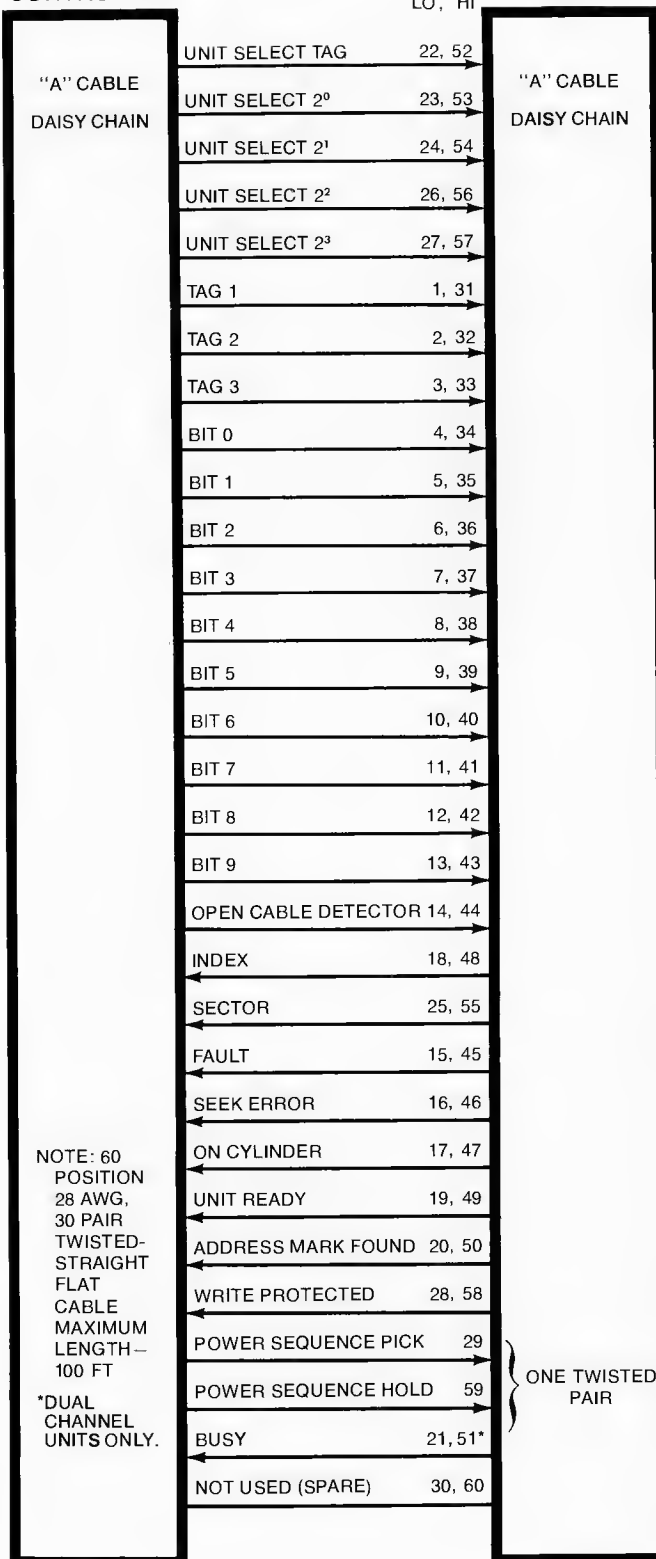 LO, HI
"A" CABLE
DAISY CHAIN
"A" CABLE
DAISY CHAIN
UNIT SELECT TAG 22, 52
UNIT SELECT 2⁰ 23, 53
UNIT SELECT 2¹ 24, 54
UNIT SELECT 2² 26, 56
UNIT SELECT 2³ 27, 57
TAG 1 1, 31
TAG 2 2, 32
TAG 3 3, 33
BIT 0 4, 34
BIT 1 5, 35
BIT 2 6, 36
BIT 3 7, 37
BIT 4 8, 38
BIT 5 9, 39
BIT 6 10, 40
BIT 7 11, 41
BIT 8 12, 42
BIT 9 13, 43
OPEN CABLE DETECTOR 14, 44
INDEX 18, 48
SECTOR 25, 55
FAULT 15, 45
SEEK ERROR 16, 46
ON CYLINDER 17, 47
UNIT READY 19, 49
ADDRESS MARK FOUND 20, 50
WRITE PROTECTED 28, 58
POWER SEQUENCE PICK 29
POWER SEQUENCE HOLD 59
BUSY 21, 51*
NOT USED (SPARE) 30, 60
ONE TWISTED
PAIR
NOTE: 60
POSITION
28 AWG,
30 PAIR
TWISTED-
STRAIGHT
FLAT
CABLE
MAXIMUM
LENGTH—
100 FT
*DUAL
CHANNEL
UNITS ONLY.